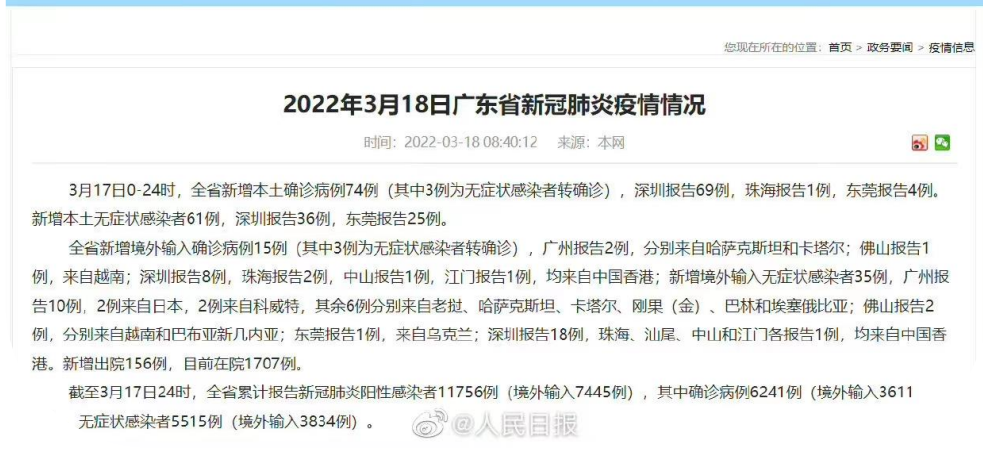 您现在所在的位置：首页 > 政务要闻 > 疫情信息
2022年3月18日广东省新冠肺炎疫情情况
时间：2022-03-18 08:40:12 来源：本网
3月17日0-24时，全省新增本土确诊病例74例（其中3例为无症状感染者转确诊），深圳报告69例，珠海报告1例，东莞报告4例。
新增本土无症状感染者61例，深圳报告36例，东莞报告25例。
全省新增境外输入确诊病例15例（其中3例为无症状感染者转确诊），广州报告2例，分别来自哈萨克斯坦和卡塔尔；佛山报告1
例，来自越南；深圳报告8例，珠海报告2例，中山报告1例，江门报告1例，均来自中国香港；新增境外输入无症状感染者35例，广州报
告10例，2例来自日本，2例来自科威特，其余6例分别来自老挝、哈萨克斯坦、卡塔尔、刚果（金）、巴林和埃塞俄比亚；佛山报告2
例，分别来自越南和巴布亚新几内亚；东莞报告1例，来自乌克兰；深圳报告18例，珠海、汕尾、中山和江门各报告1例，均来自中国香
港。新增出院156例，目前在院1707例。
截至3月17日24时，全省累计报告新冠肺炎阳性感染者11756例（境外输入7445例），其中确诊病例6241例（境外输入3611
无症状感染者5515例（境外输入3834例）。
@人民日报